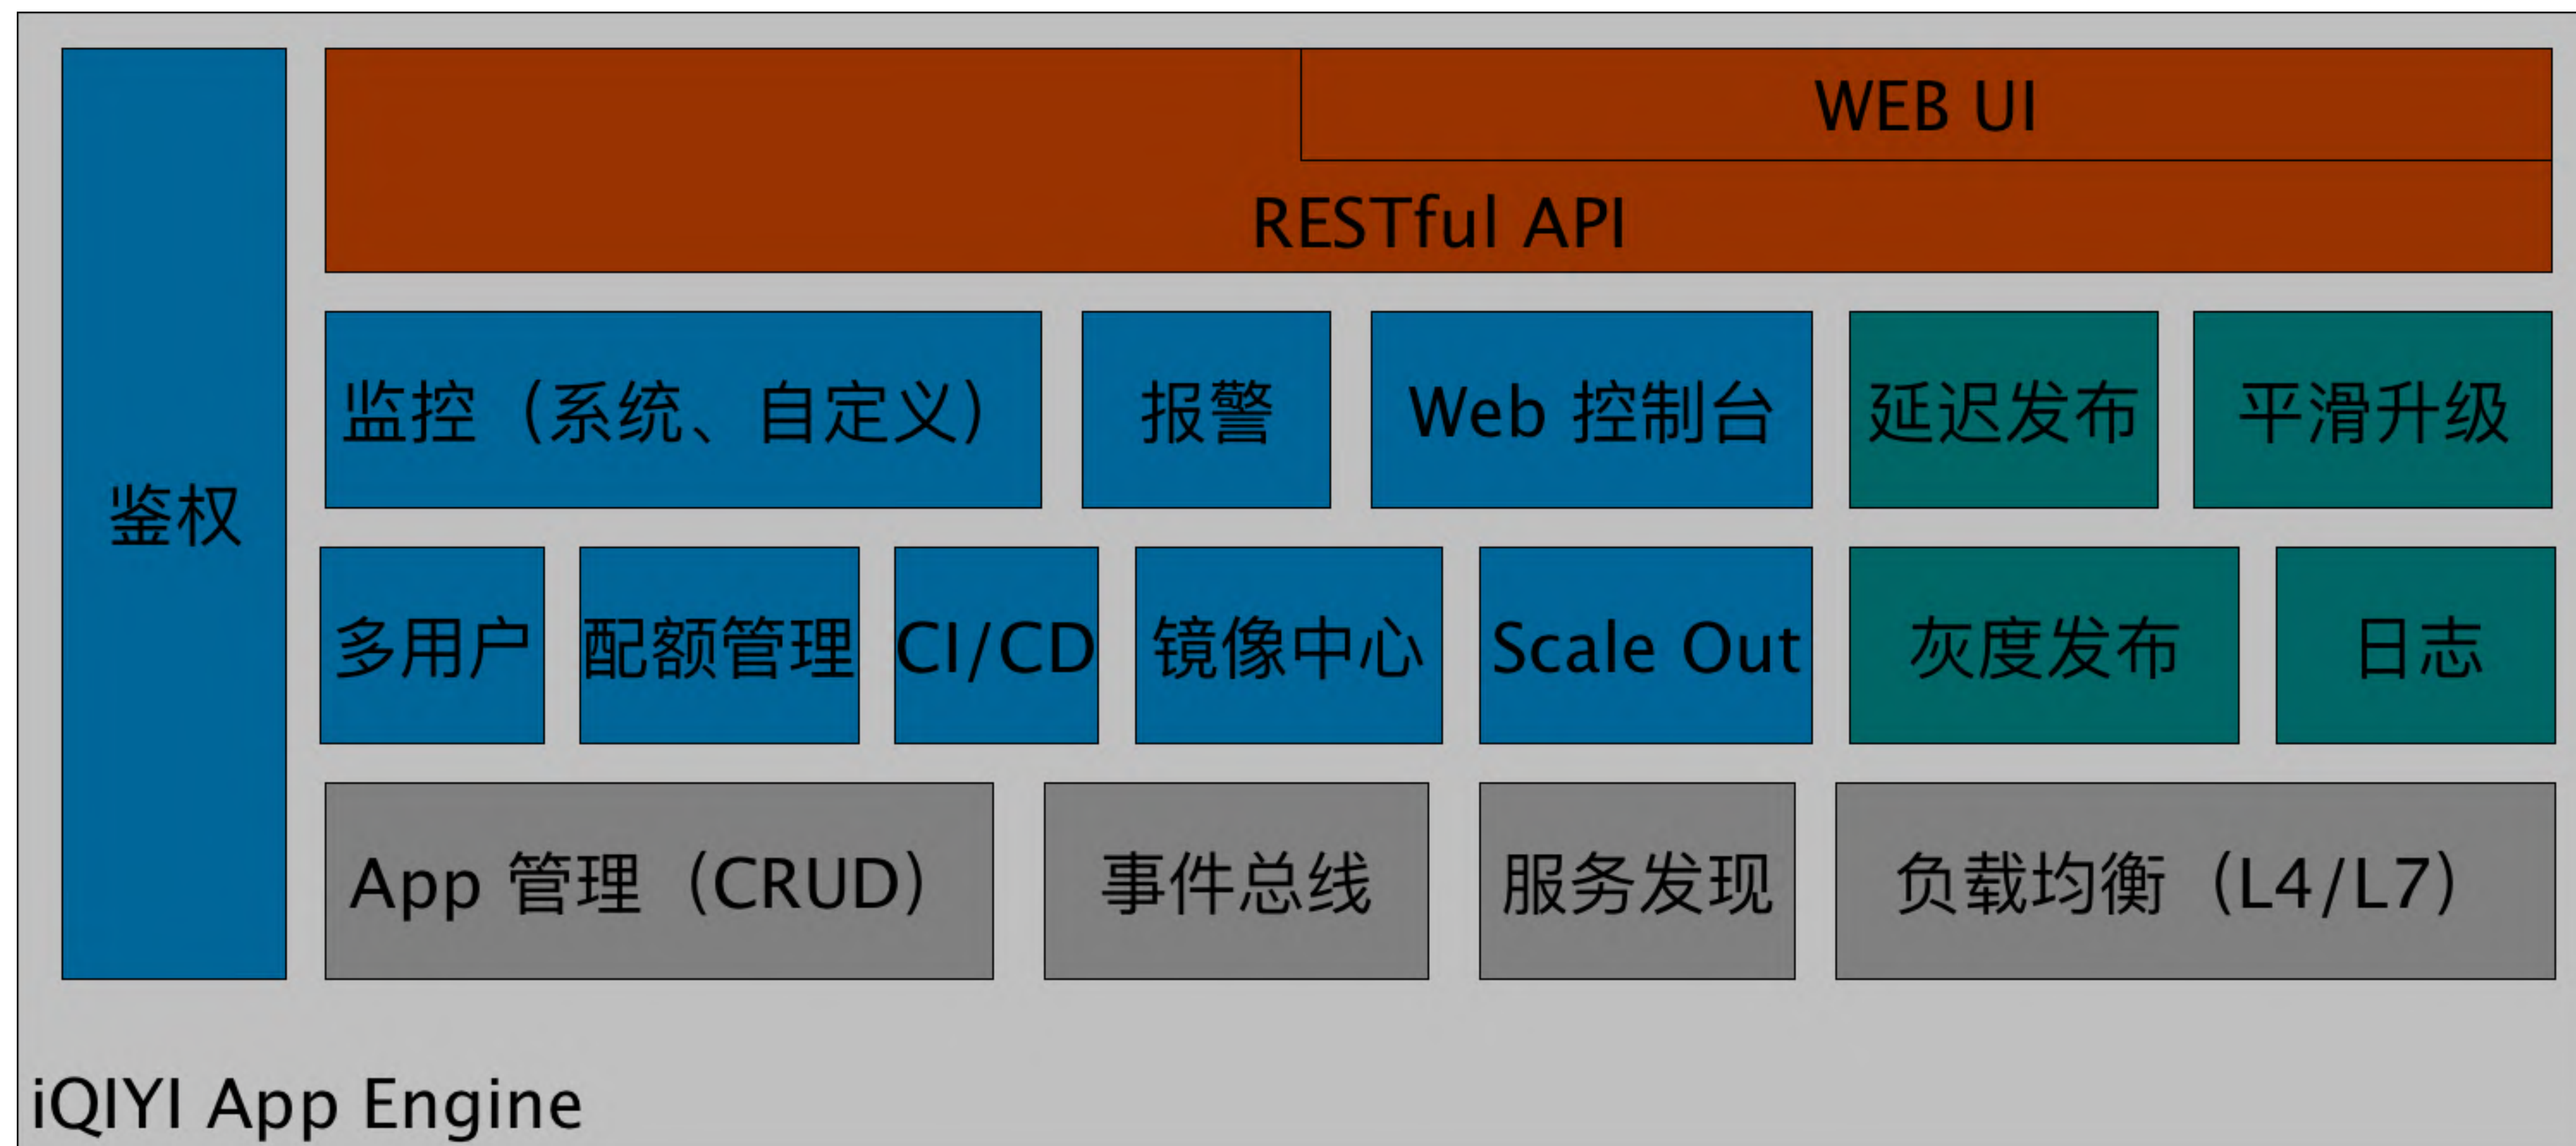 WEB UI
RESTful API
鉴权
监控（系统、自定义）
报警
Web 控制台
延迟发布
平滑升级
多用户
配额管理
CI/CD
镜像中心
Scale Out
灰度发布
日志
App 管理（CRUD）
事件总线
服务发现
负载均衡（L4/L7）
iQIYI App Engine